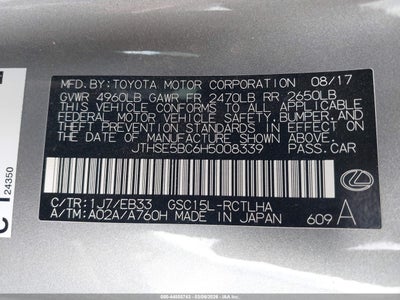 MFD.BY:TOYOTA MOTOR CORPORATION 08/17
GVWR 4960LB GAWR FR 2470LB RR 2650LB
THIS VEHICLE CONFORMS TO ALL APPLICABLE
FEDERAL MOTOR VEHICLE SAFETY,BUMPER,AND
THEFT PREVENTION STANDARDS IN EFFECT ON
THE DATE OF MANUFACTURE SHOWN ABOVE.
JTHSE5BC6H5008339 PASS.CAR
C/TR:1J7/EB33 GSC15L-RCTLHA
A/TM:A02A/A760H MADE IN JAPAN 609 A
LEXUS
C 1 24350